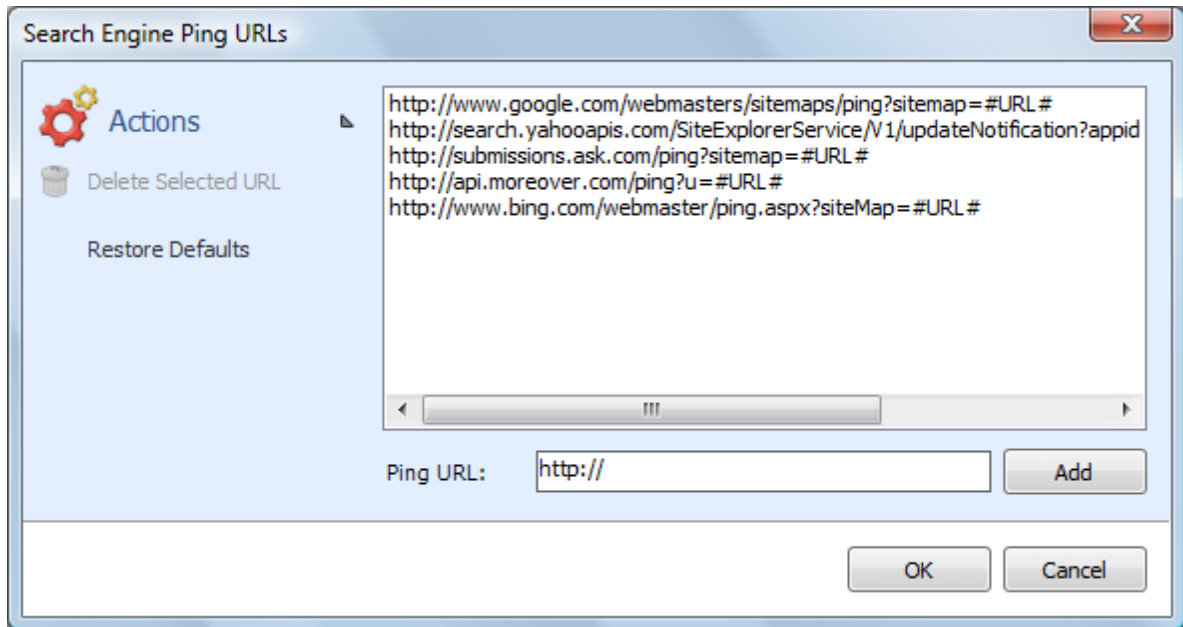 Search Engine Ping URLs
Actions
Delete Selected URL
Restore Defaults
http://www.google.com/webmasters/sitemaps/ping?sitemap=#URL#
http://search.yahooapis.com/SiteExplorerService/V1/updateNotification?appid
http://submissions.ask.com/ping?sitemap=#URL#
http://api.moreover.com/ping?u=#URL#
http://www.bing.com/webmaster/ping.aspx?siteMap=#URL#
Ping URL: http:// Add
OK Cancel